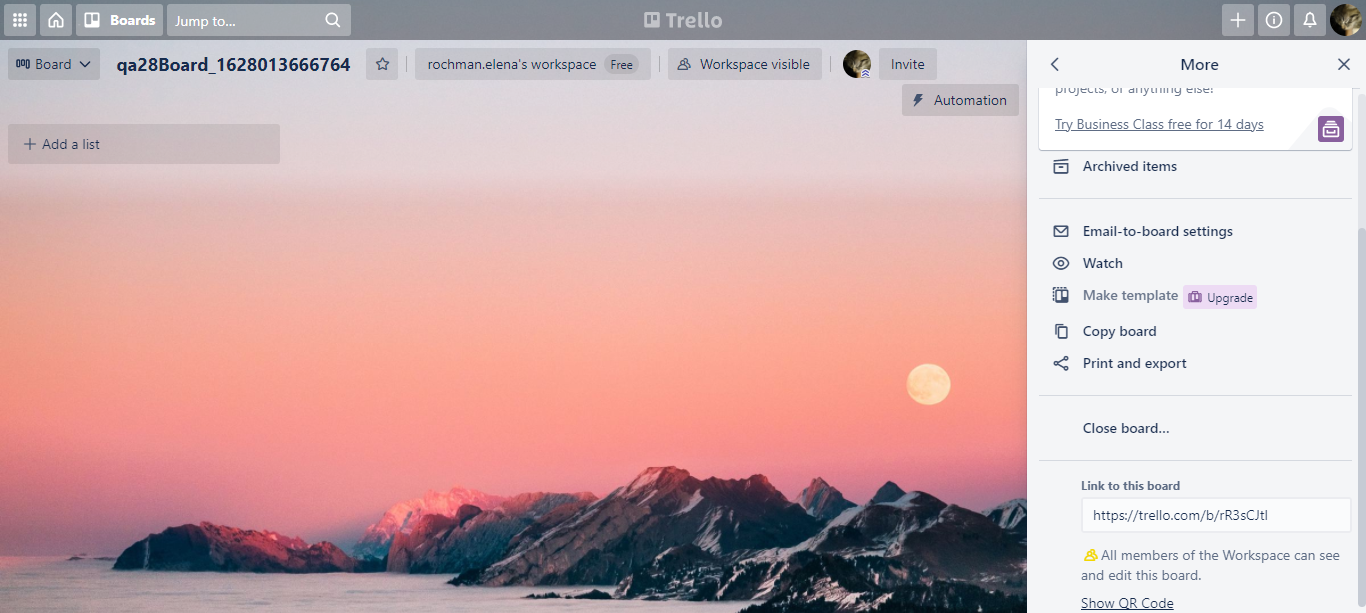 Boards
Jump to...
Trello
Board
qa28Board_1628013666764
rochman.elena's workspace Free
Workspace visible
Invite
Automation
Add a list
More
projects, or anything else!
Try Business Class free for 14 days
Archived items
Email-to-board settings
Watch
Make template Upgrade
Copy board
Print and export
Close board...
Link to this board
https://trello.com/b/rR3sCJtl
All members of the Workspace can see
and edit this board.
Show QR Code